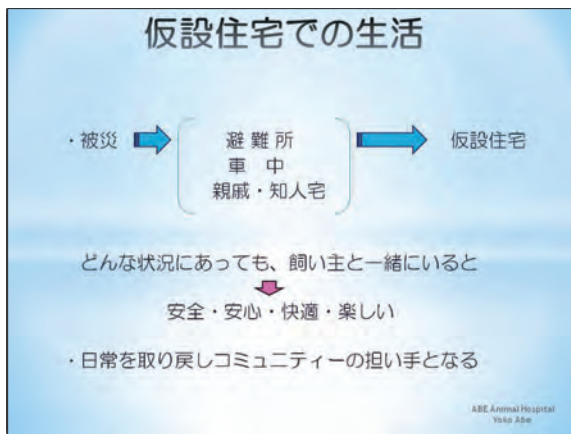 仮設住宅での生活
・被災
避難所
車 中
親戚・知人宅
仮設住宅
どんな状況にあっても、飼い主と一緒にいると
安全・安心・快適・楽しい
・日常を取り戻しコミュニティーの担い手となる
ABE Animal Hospital
Yoko Abe